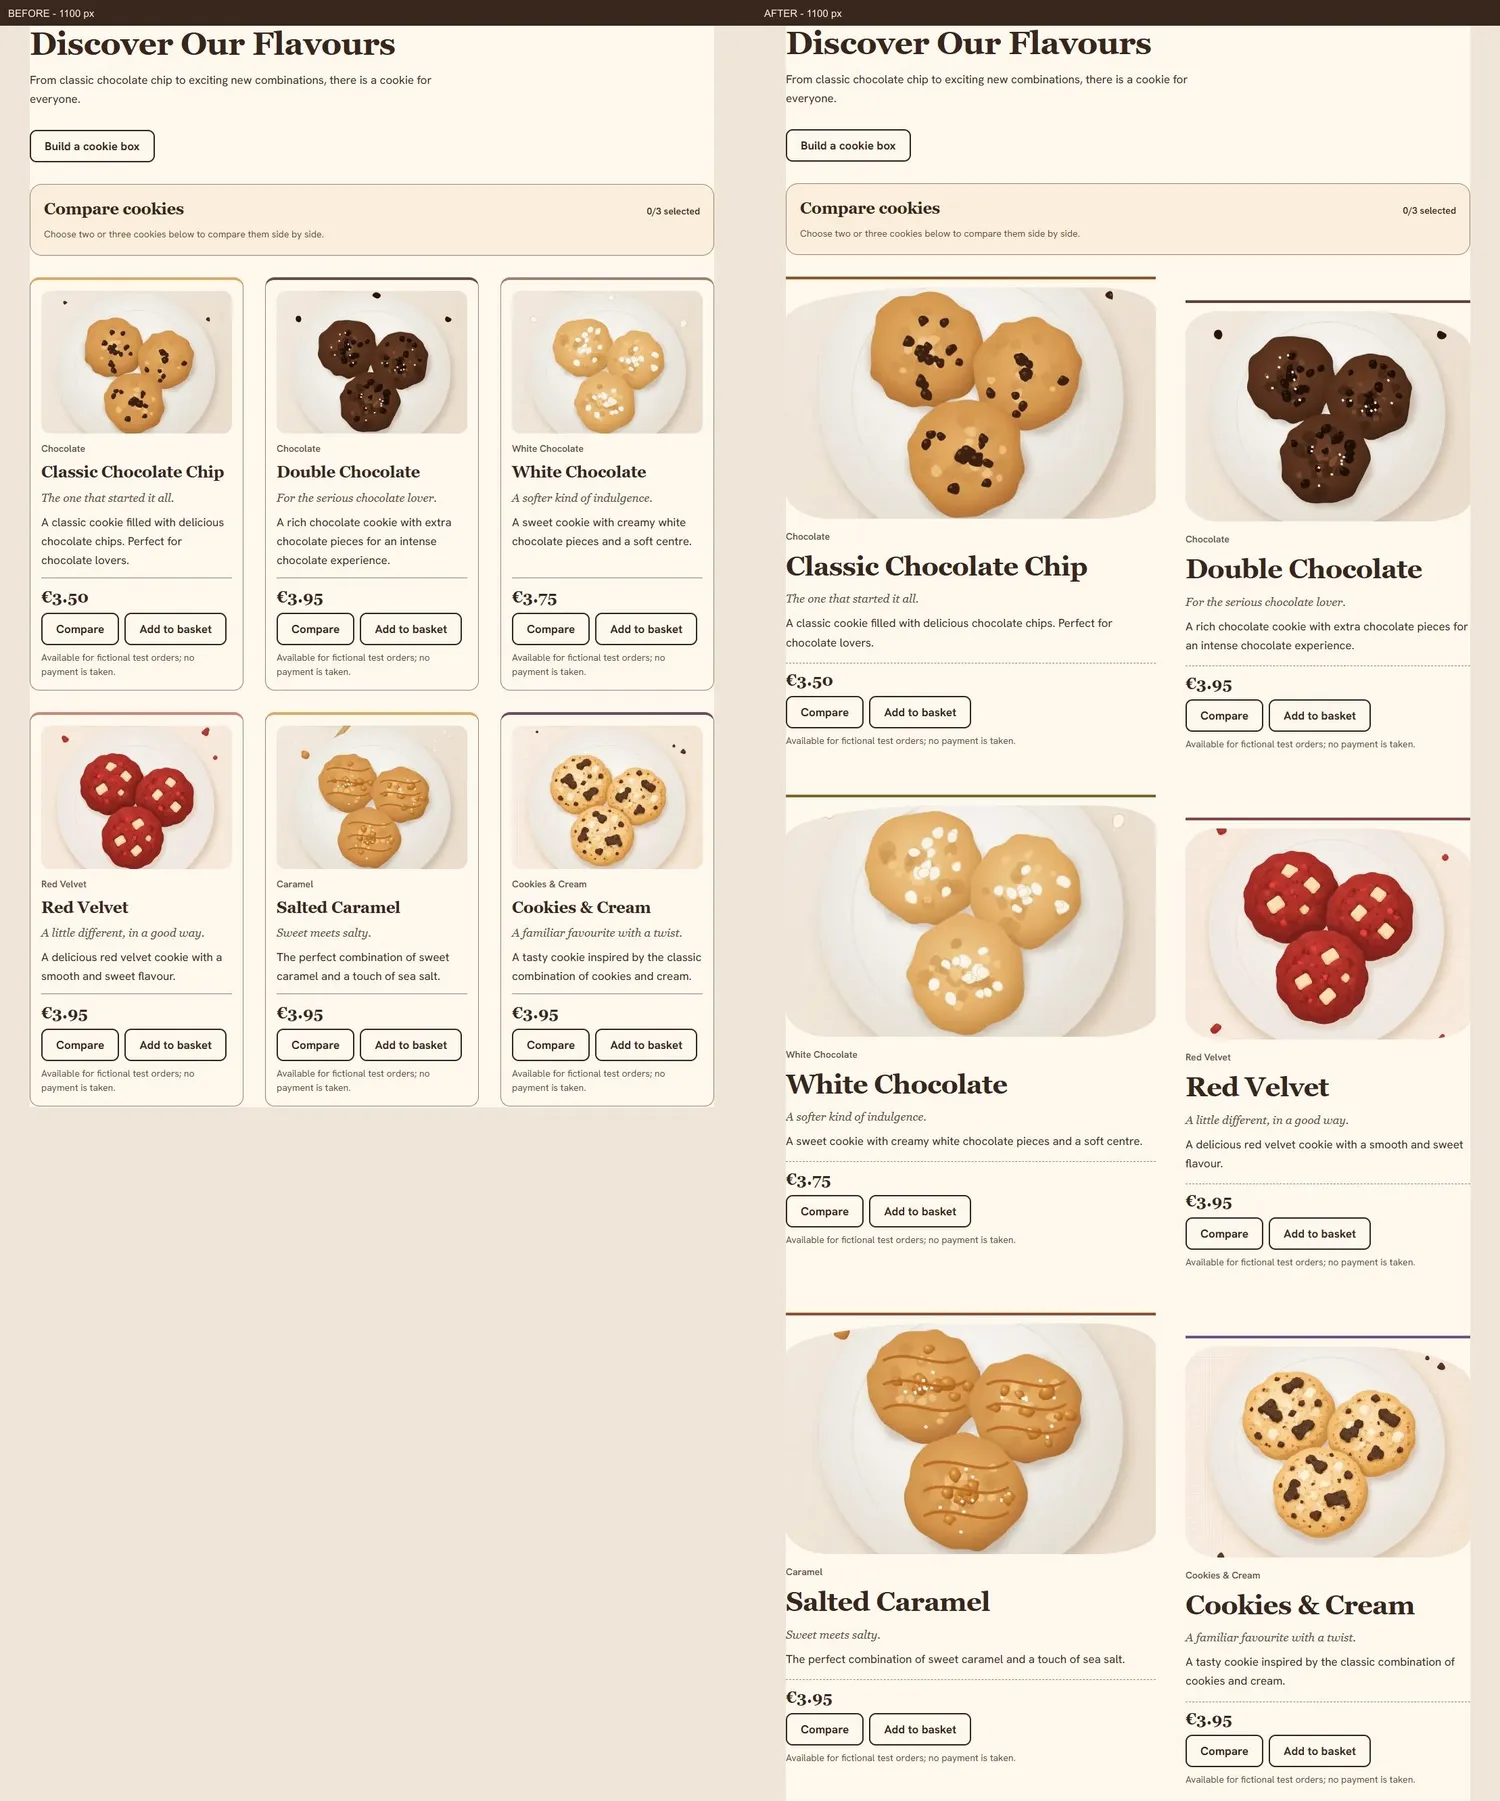 BEFORE - 1100 px
Discover Our Flavours
From classic chocolate chip to exciting new combinations, there is a cookie for
everyone.
Build a cookie box
Compare cookies
0/3 selected
Choose two or three cookies below to compare them side by side.
Chocolate
Classic Chocolate Chip
The one that started it all.
A classic cookie filled with delicious
chocolate chips. Perfect for
chocolate lovers.
€3.50
Compare
Add to basket
Available for fictional test orders; no
payment is taken.
Chocolate
Double Chocolate
For the serious chocolate lover.
A rich chocolate cookie with extra
chocolate pieces for an intense
chocolate experience.
€3.95
Compare
Add to basket
Available for fictional test orders; no
payment is taken.
White Chocolate
White Chocolate
A softer kind of indulgence.
A sweet cookie with creamy white
chocolate pieces and a soft centre.
€3.75
Compare
Add to basket
Available for fictional test orders; no
payment is taken.
Red Velvet
Red Velvet
A little different, in a good way.
A delicious red velvet cookie with a
smooth and sweet flavour.
€3.95
Compare
Add to basket
Available for fictional test orders; no
payment is taken.
Caramel
Salted Caramel
Sweet meets salty.
The perfect combination of sweet
caramel and a touch of sea salt.
€3.95
Compare
Add to basket
Available for fictional test orders; no
payment is taken.
Cookies & Cream
Cookies & Cream
A familiar favourite with a twist.
A tasty cookie inspired by the classic
combination of cookies and cream.
€3.95
Compare
Add to basket
Available for fictional test orders; no
payment is taken.
AFTER - 1100 px
Discover Our Flavours
From classic chocolate chip to exciting new combinations, there is a cookie for
everyone.
Build a cookie box
Compare cookies
0/3 selected
Choose two or three cookies below to compare them side by side.
Chocolate
Classic Chocolate Chip
The one that started it all.
A classic cookie filled with delicious chocolate chips. Perfect for
chocolate lovers.
€3.50
Compare
Add to basket
Available for fictional test orders; no payment is taken.
Chocolate
Double Chocolate
For the serious chocolate lover.
A rich chocolate cookie with extra chocolate pieces for
an intense chocolate experience.
€3.95
Compare
Add to basket
Available for fictional test orders; no payment is taken.
White Chocolate
White Chocolate
A softer kind of indulgence.
A sweet cookie with creamy white chocolate pieces and a soft centre.
€3.75
Compare
Add to basket
Available for fictional test orders; no payment is taken.
Red Velvet
Red Velvet
A little different, in a good way.
A delicious red velvet cookie with a smooth and sweet
flavour.
€3.95
Compare
Add to basket
Available for fictional test orders; no payment is taken.
Caramel
Salted Caramel
Sweet meets salty.
The perfect combination of sweet caramel and a touch of sea salt.
€3.95
Compare
Add to basket
Available for fictional test orders; no payment is taken.
Cookies & Cream
Cookies & Cream
A familiar favourite with a twist.
A tasty cookie inspired by the classic combination of
cookies and cream.
€3.95
Compare
Add to basket
Available for fictional test orders; no payment is taken.